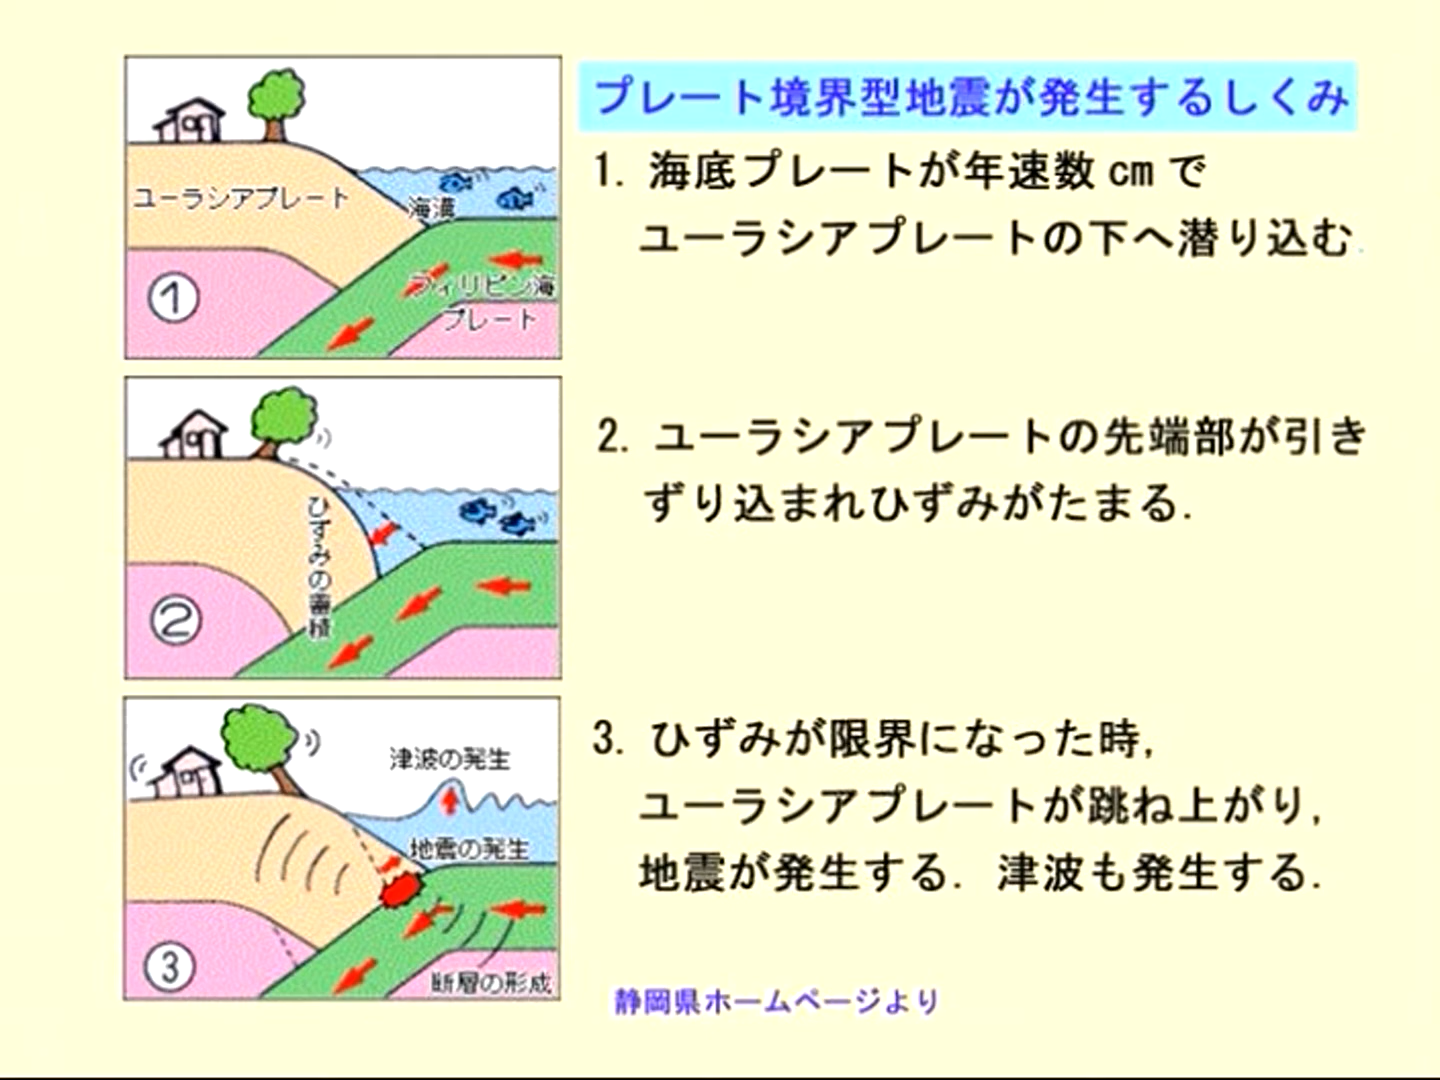 プレート境界型地震が発生するしくみ
1. 海底プレートが年速数cmで
ユーラシアプレートの下へ潜り込む.
ユーラシアプレート
海溝
フィリピン海
プレート
①
2. ユーラシアプレートの先端部が引き
ずり込まれひずみがたまる.
ひずみの蓄積
②
3. ひずみが限界になった時,
ユーラシアプレートが跳ね上がり,
地震が発生する. 津波も発生する.
津波の発生
地震の発生
断層の形成
③
静岡県ホームページより